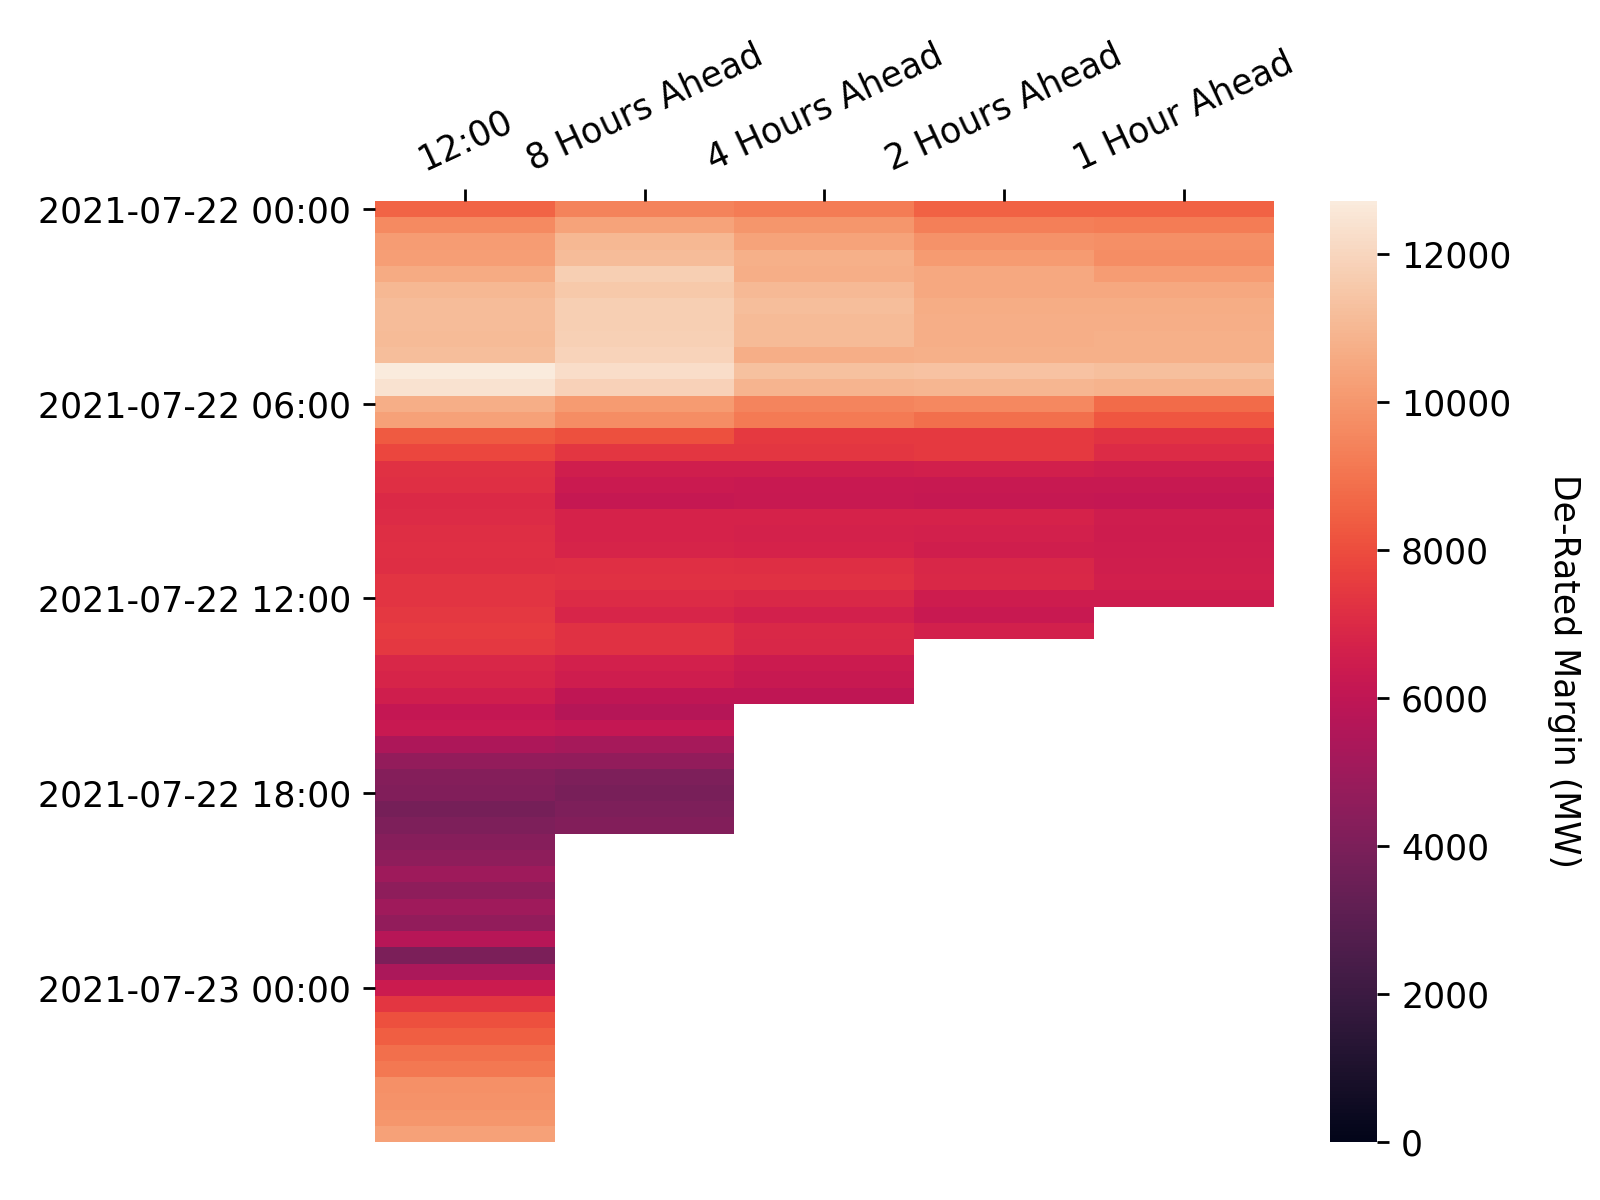 12:00
8 Hours Ahead
4 Hours Ahead
2 Hours Ahead
1 Hour Ahead
2021-07-22 00:00
2021-07-22 06:00
2021-07-22 12:00
2021-07-22 18:00
2021-07-23 00:00
12000
10000
8000
6000
4000
2000
0
De-Rated Margin (MW)